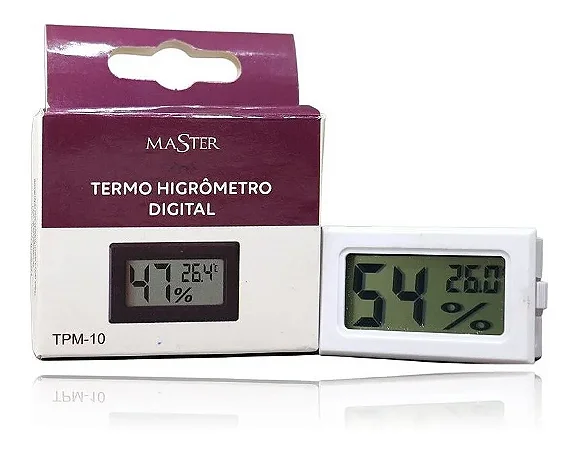 MASTER
TERMO HIGRÔMETRO
DIGITAL
47% 26.4°C
TPM-10
54% 26.0